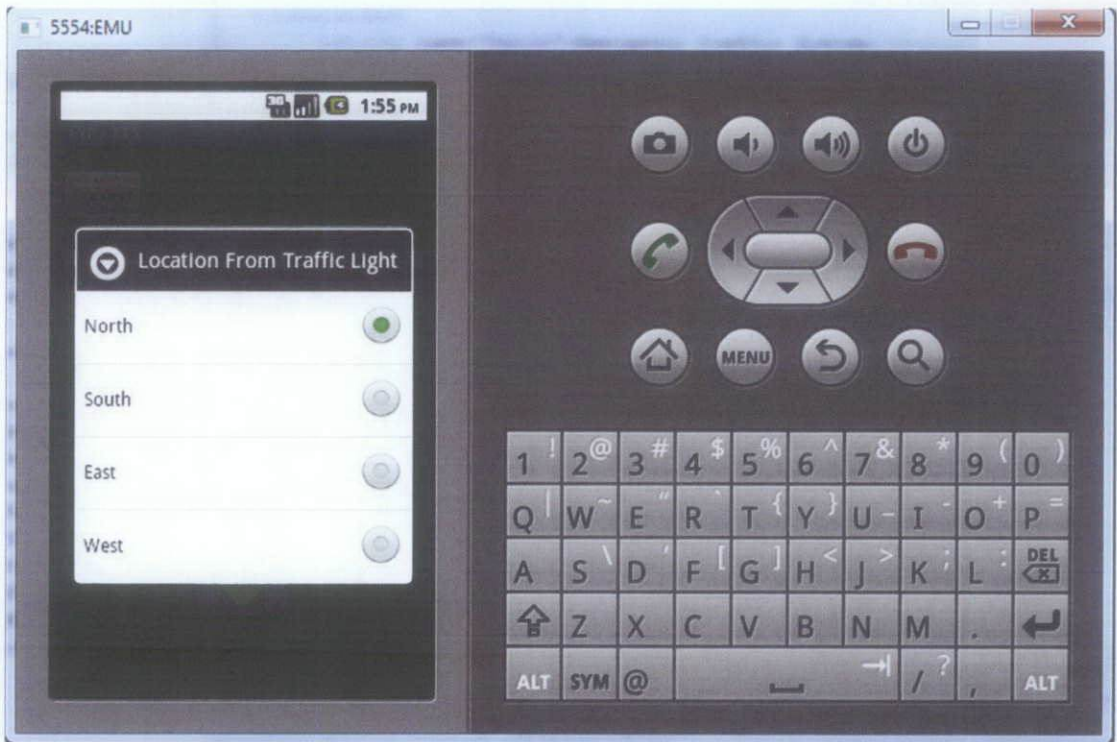 5554:EMU
3G 1:55 PM
Location From Traffic Light
North
South
East
West
MENU
1 ! 2 @ 3 # 4 $ 5 % 6 ^ 7 & 8 * 9 ( 0 )
Q | W ~ E " R ` T { Y } U _ I - O + P =
A S \ D ' F [ G ] H < J > K ; L : DEL
Z X C V B N M .
ALT SYM @ / ? , ALT